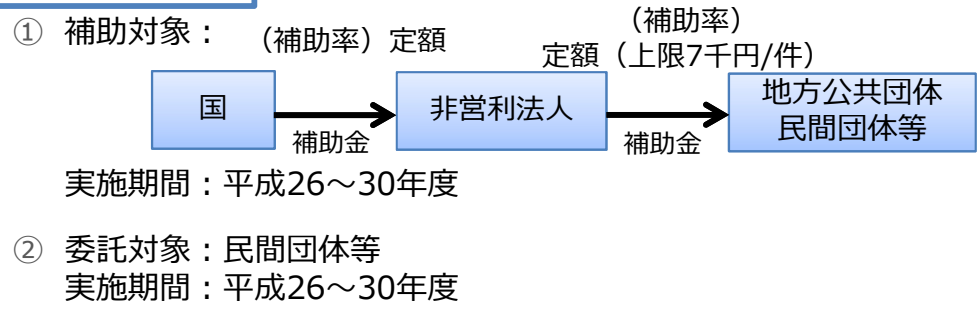 ① 補助対象：
（補助率）定額
（補助率）
定額（上限7千円/件）
国
補助金
非営利法人
補助金
地方公共団体
民間団体等
実施期間：平成26～30年度
② 委託対象：民間団体等
実施期間：平成26～30年度